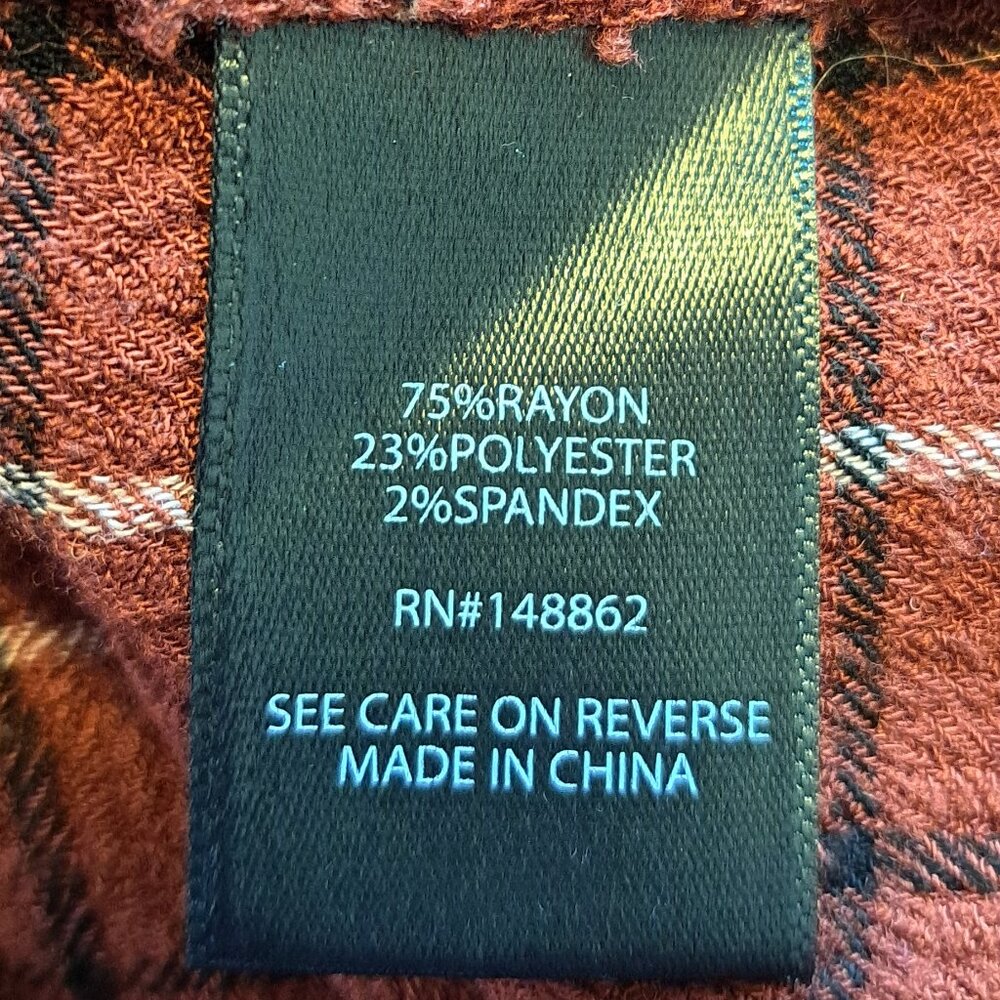 75%RAYON
23%POLYESTER
2%SPANDEX
RN#148862
SEE CARE ON REVERSE
MADE IN CHINA